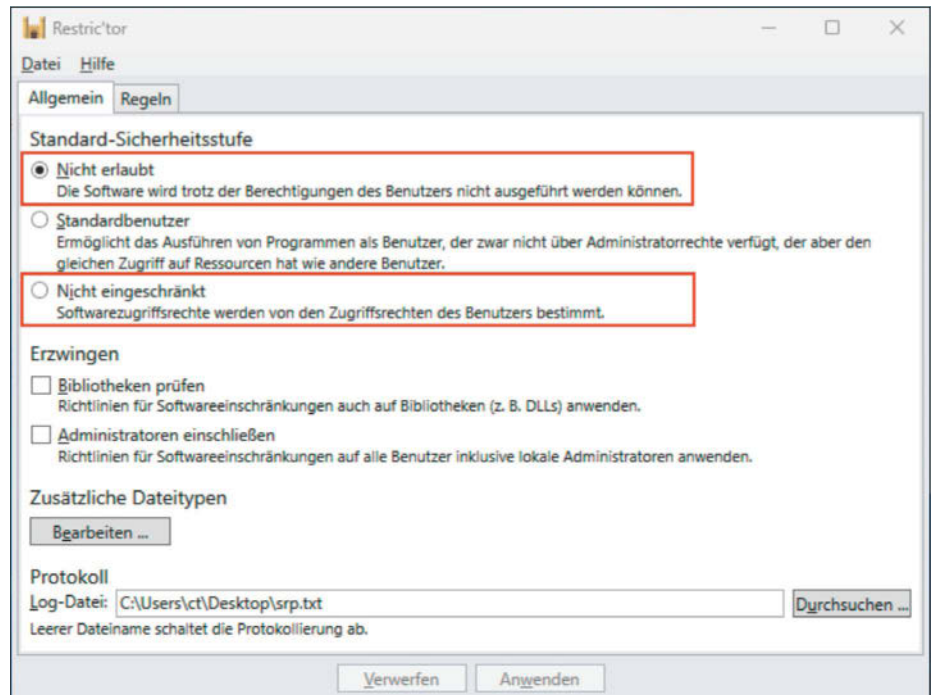 Restric'tor
Datei Hilfe
Allgemein Regeln
Standard-Sicherheitsstufe
Nicht erlaubt
Die Software wird trotz der Berechtigungen des Benutzers nicht ausgeführt werden können.
Standardbenutzer
Ermöglicht das Ausführen von Programmen als Benutzer, der zwar nicht über Administratorrechte verfügt, der aber den
gleichen Zugriff auf Ressourcen hat wie andere Benutzer.
Nicht eingeschränkt
Softwarezugriffsrechte werden von den Zugriffsrechten des Benutzers bestimmt.
Erzwingen
Bibliotheken prüfen
Richtlinien für Softwareeinschränkungen auch auf Bibliotheken (z. B. DLLs) anwenden.
Administratoren einschließen
Richtlinien für Softwareeinschränkungen auf alle Benutzer inklusive lokale Administratoren anwenden.
Zusätzliche Dateitypen
Bearbeiten ...
Protokoll
Log-Datei: C:\Users\ct\Desktop\srp.txt Durchsuchen ...
Leerer Dateiname schaltet die Protokollierung ab.
Verwerfen Anwenden